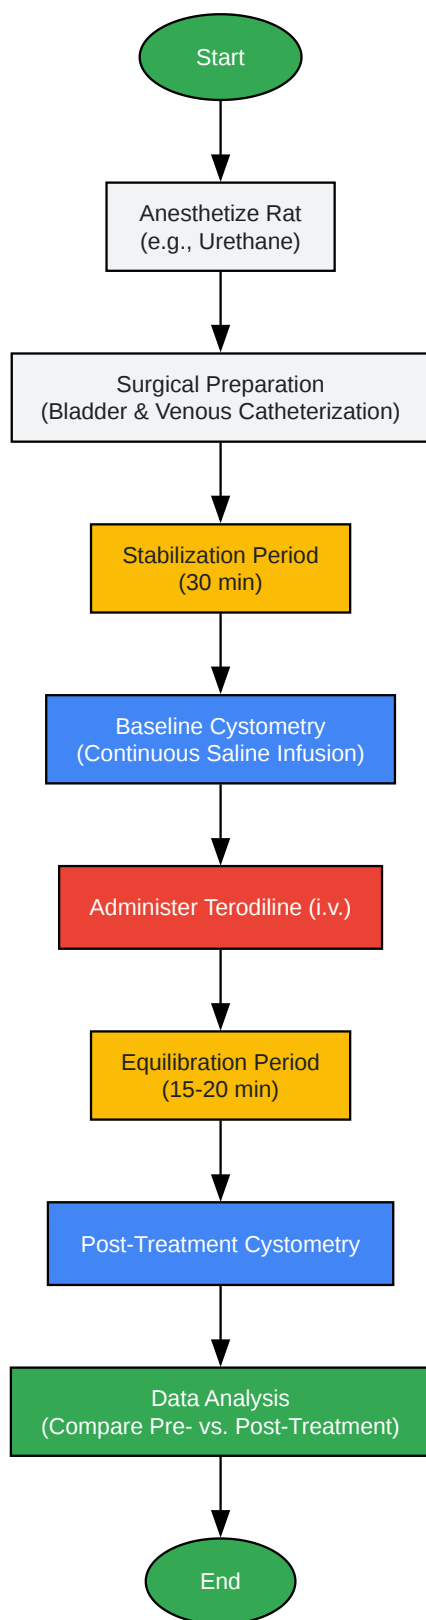 Start
Anesthetize Rat
(e.g., Urethane)
Surgical Preparation
(Bladder & Venous Catheterization)
Stabilization Period
(30 min)
Baseline Cystometry
(Continuous Saline Infusion)
Administer Terodiline (i.v.)
Equilibration Period
(15-20 min)
Post-Treatment Cystometry
Data Analysis
(Compare Pre- vs. Post-Treatment)
End